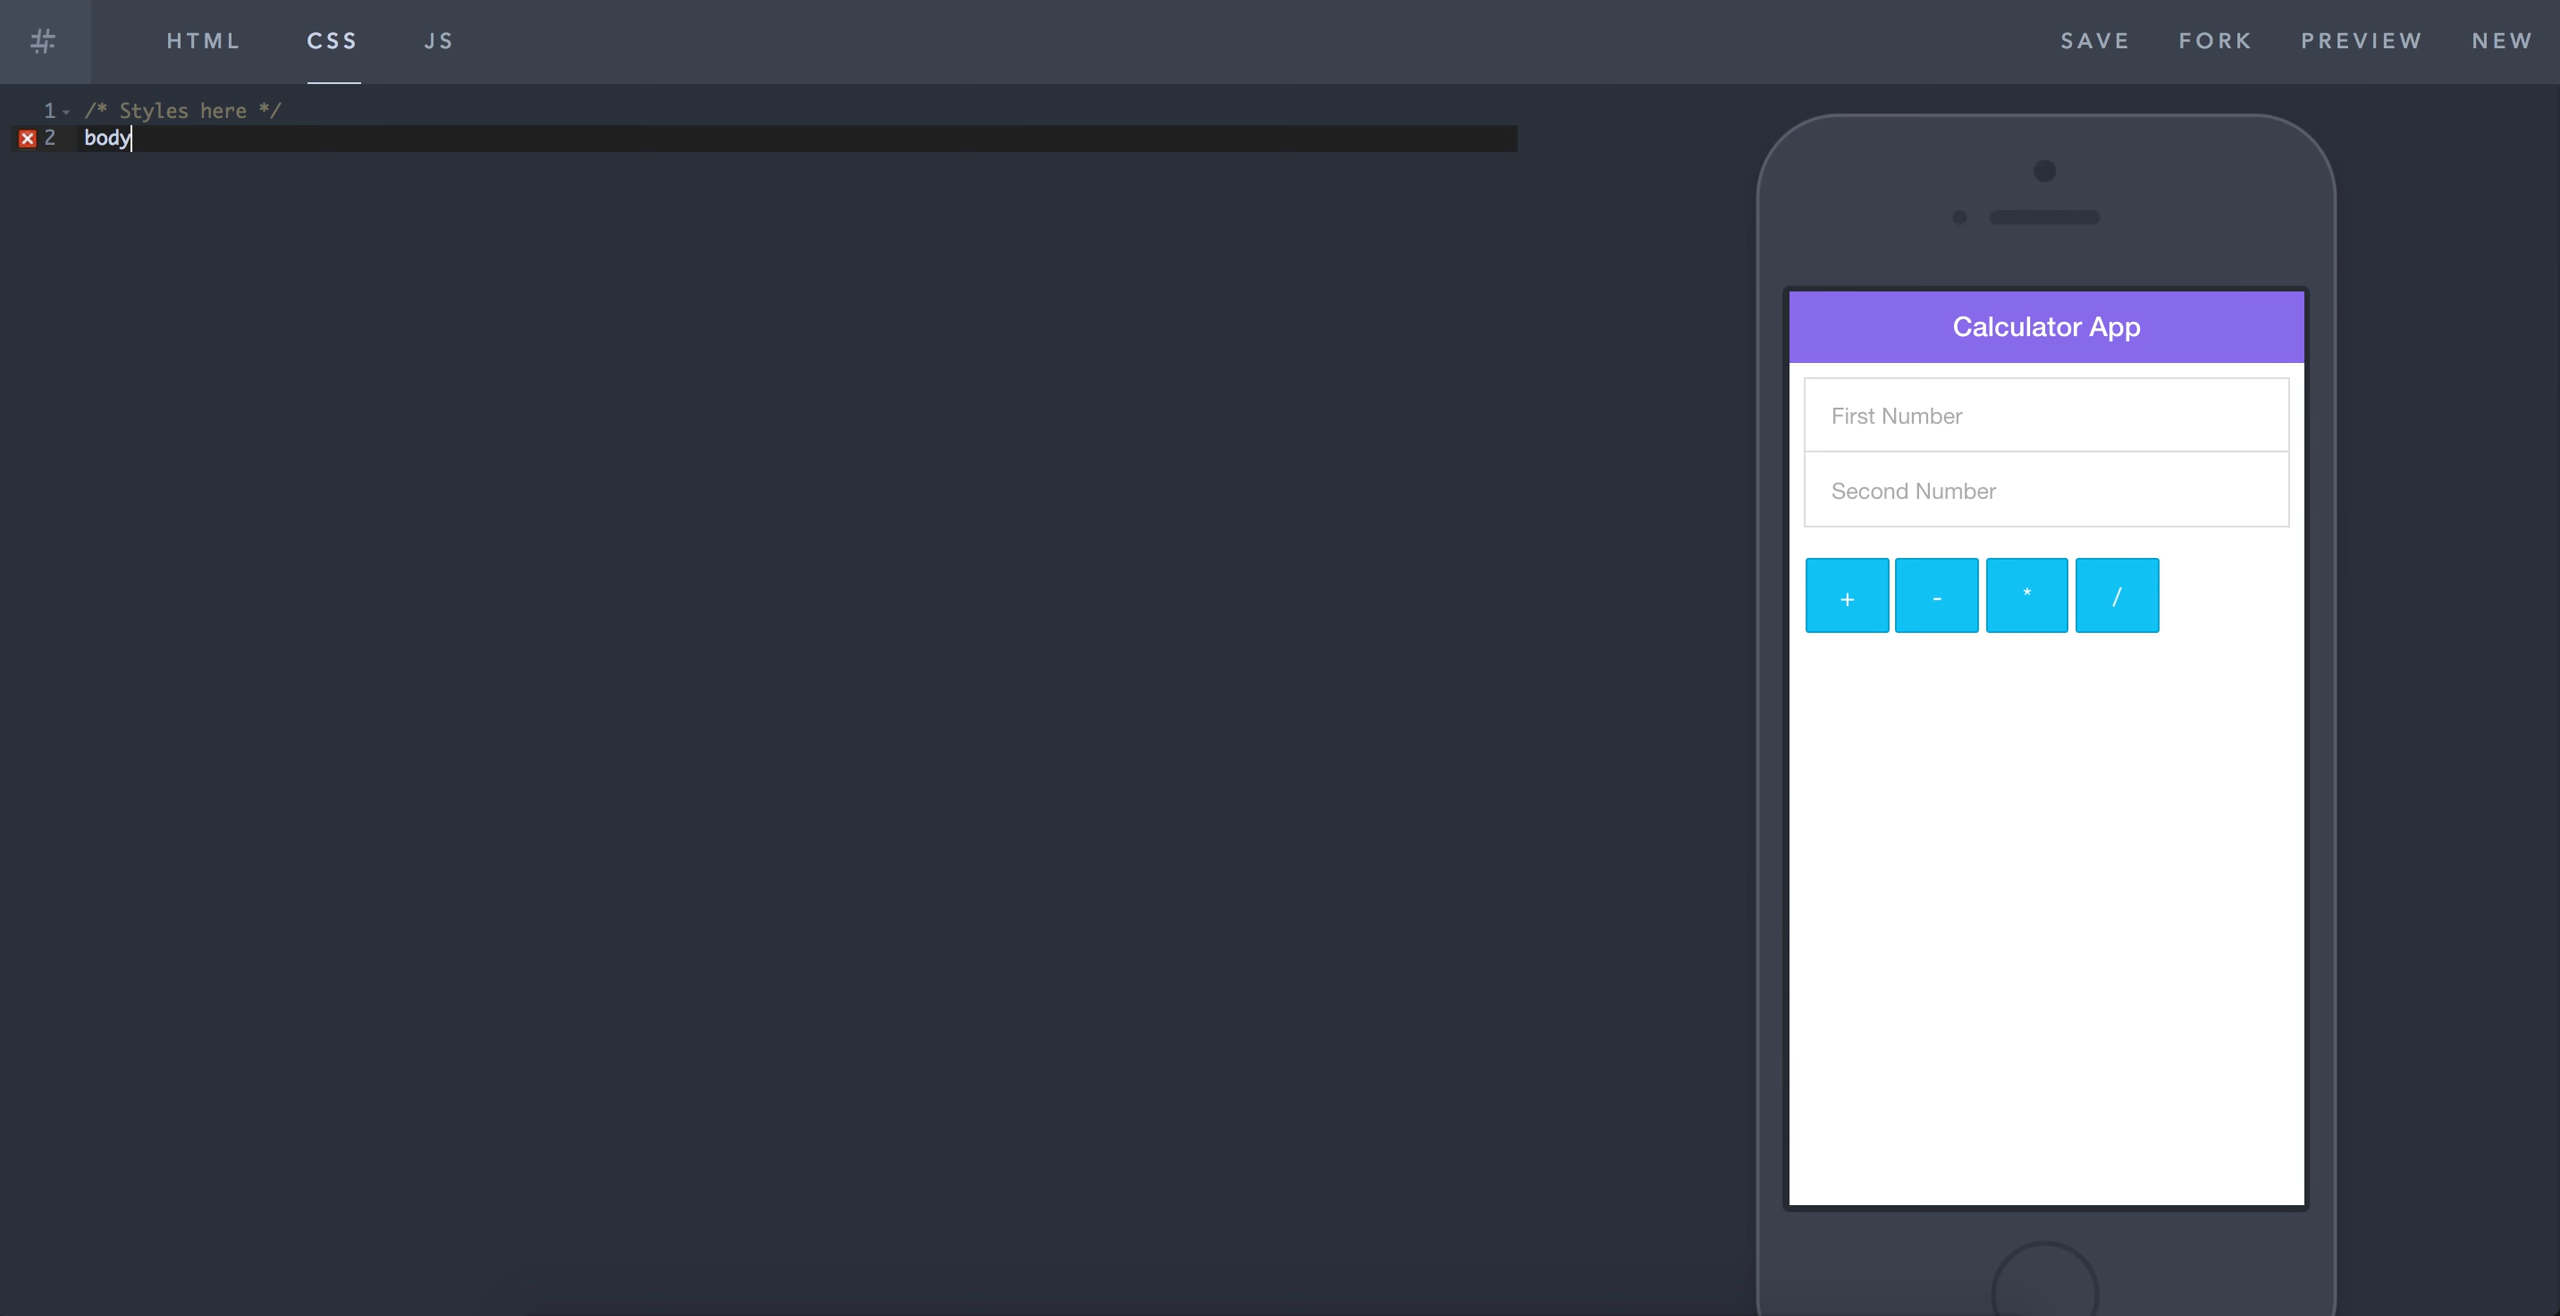 # HTML CSS JS SAVE FORK PREVIEW NEW
1 /* Styles here */
2 body
Calculator App
First Number
Second Number
+ - * /